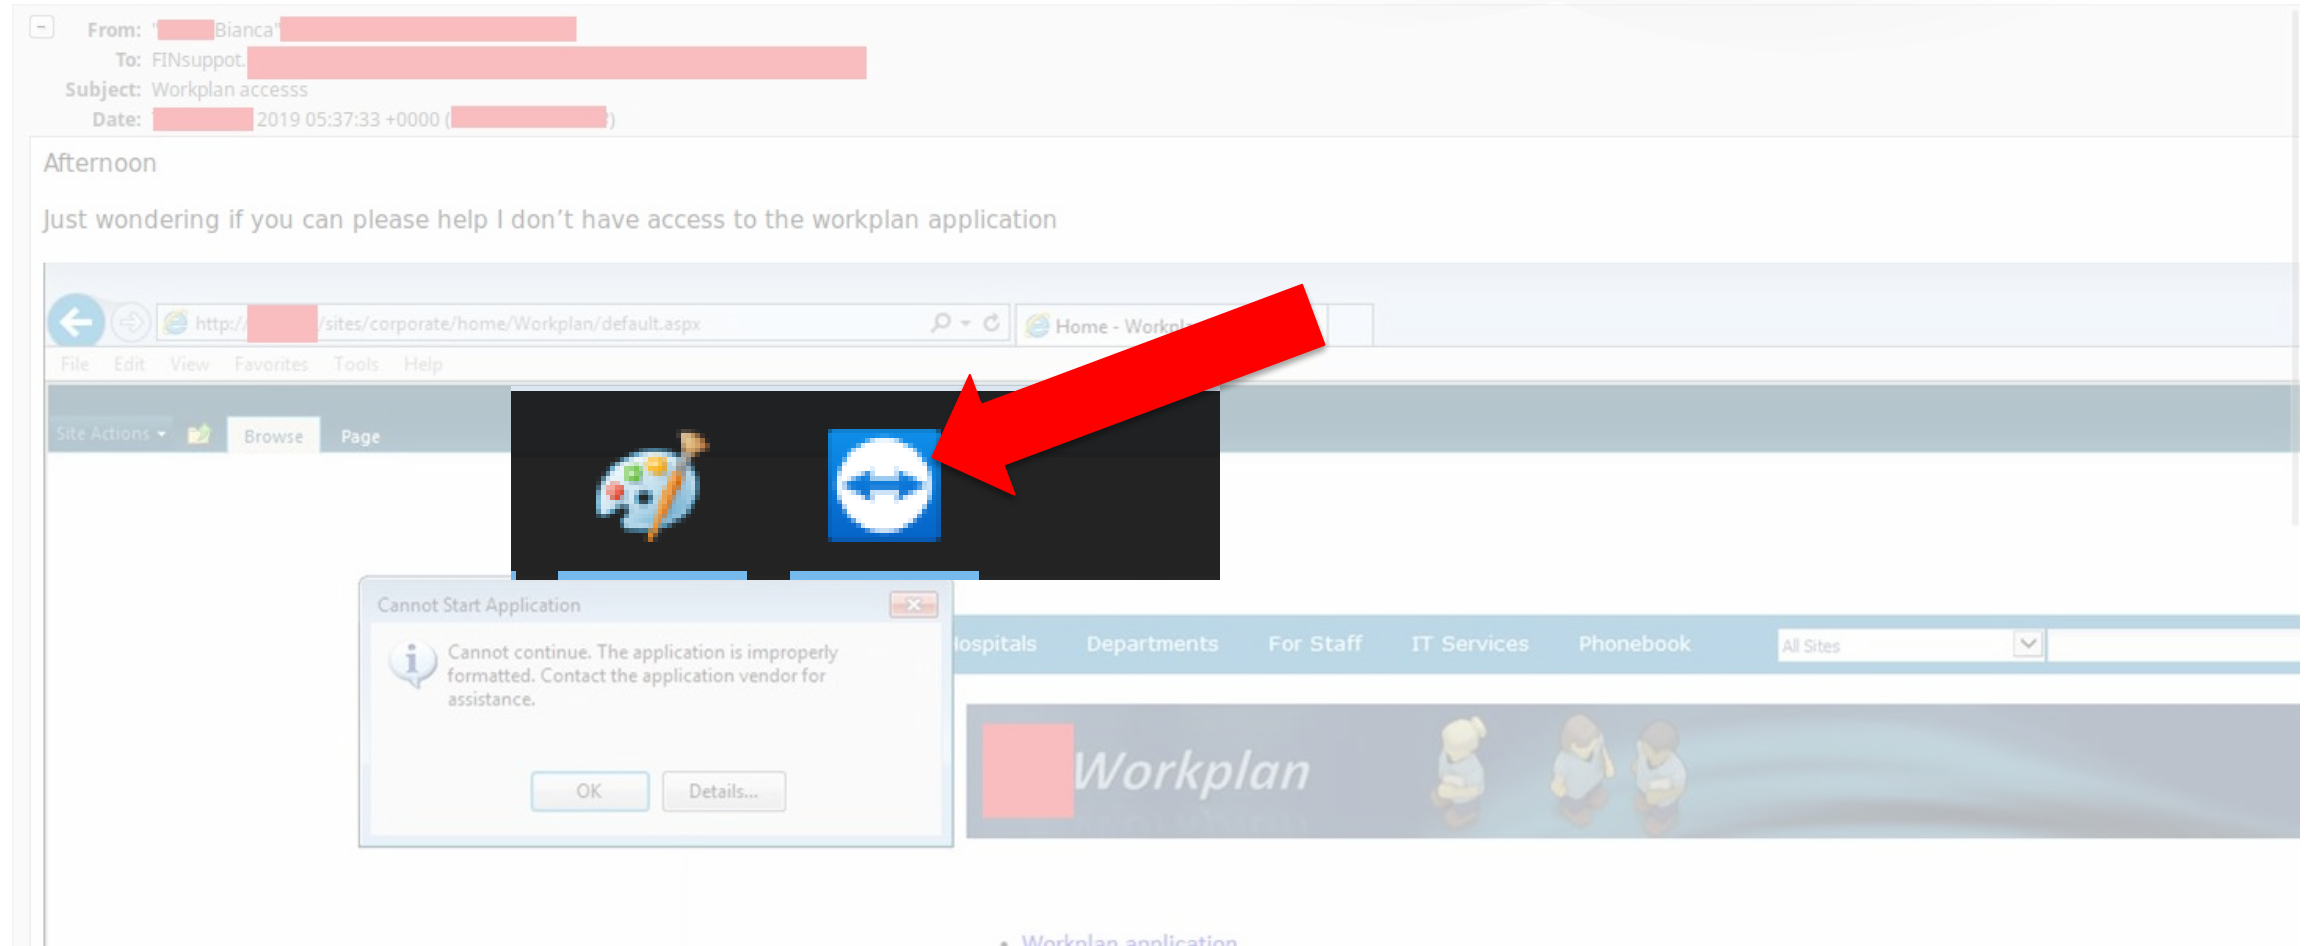 From: " Bianca"
To: FINsuppot.
Subject: Workplan accesss
Date: 2019 05:37:33 +0000 ( )
Afternoon
Just wondering if you can please help I don't have access to the workplan application
http:// /sites/corporate/home/Workplan/default.aspx
Home - Workpla
File Edit View Favorites Tools Help
Site Actions Browse Page
Cannot Start Application
Cannot continue. The application is improperly
formatted. Contact the application vendor for
assistance.
OK Details...
Hospitals Departments For Staff IT Services Phonebook All Sites
Workplan
• Workplan application